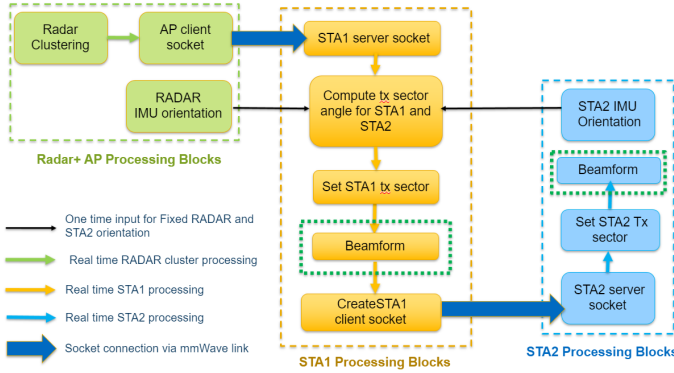 Radar
Clustering
AP client
socket
RADAR
IMU orientation
Radar+ AP Processing Blocks
STA1 server socket
Compute tx sector
angle for STA1 and
STA2
Set STA1 tx sector
Beamform
CreateSTA1
client socket
STA1 Processing Blocks
STA2 IMU
Orientation
Beamform
Set STA2 Tx
sector
STA2 server
socket
STA2 Processing Blocks
One time input for Fixed RADAR and
STA2 orientation
Real time RADAR cluster processing
Real time STA1 processing
Real time STA2 processing
Socket connection via mmWave link